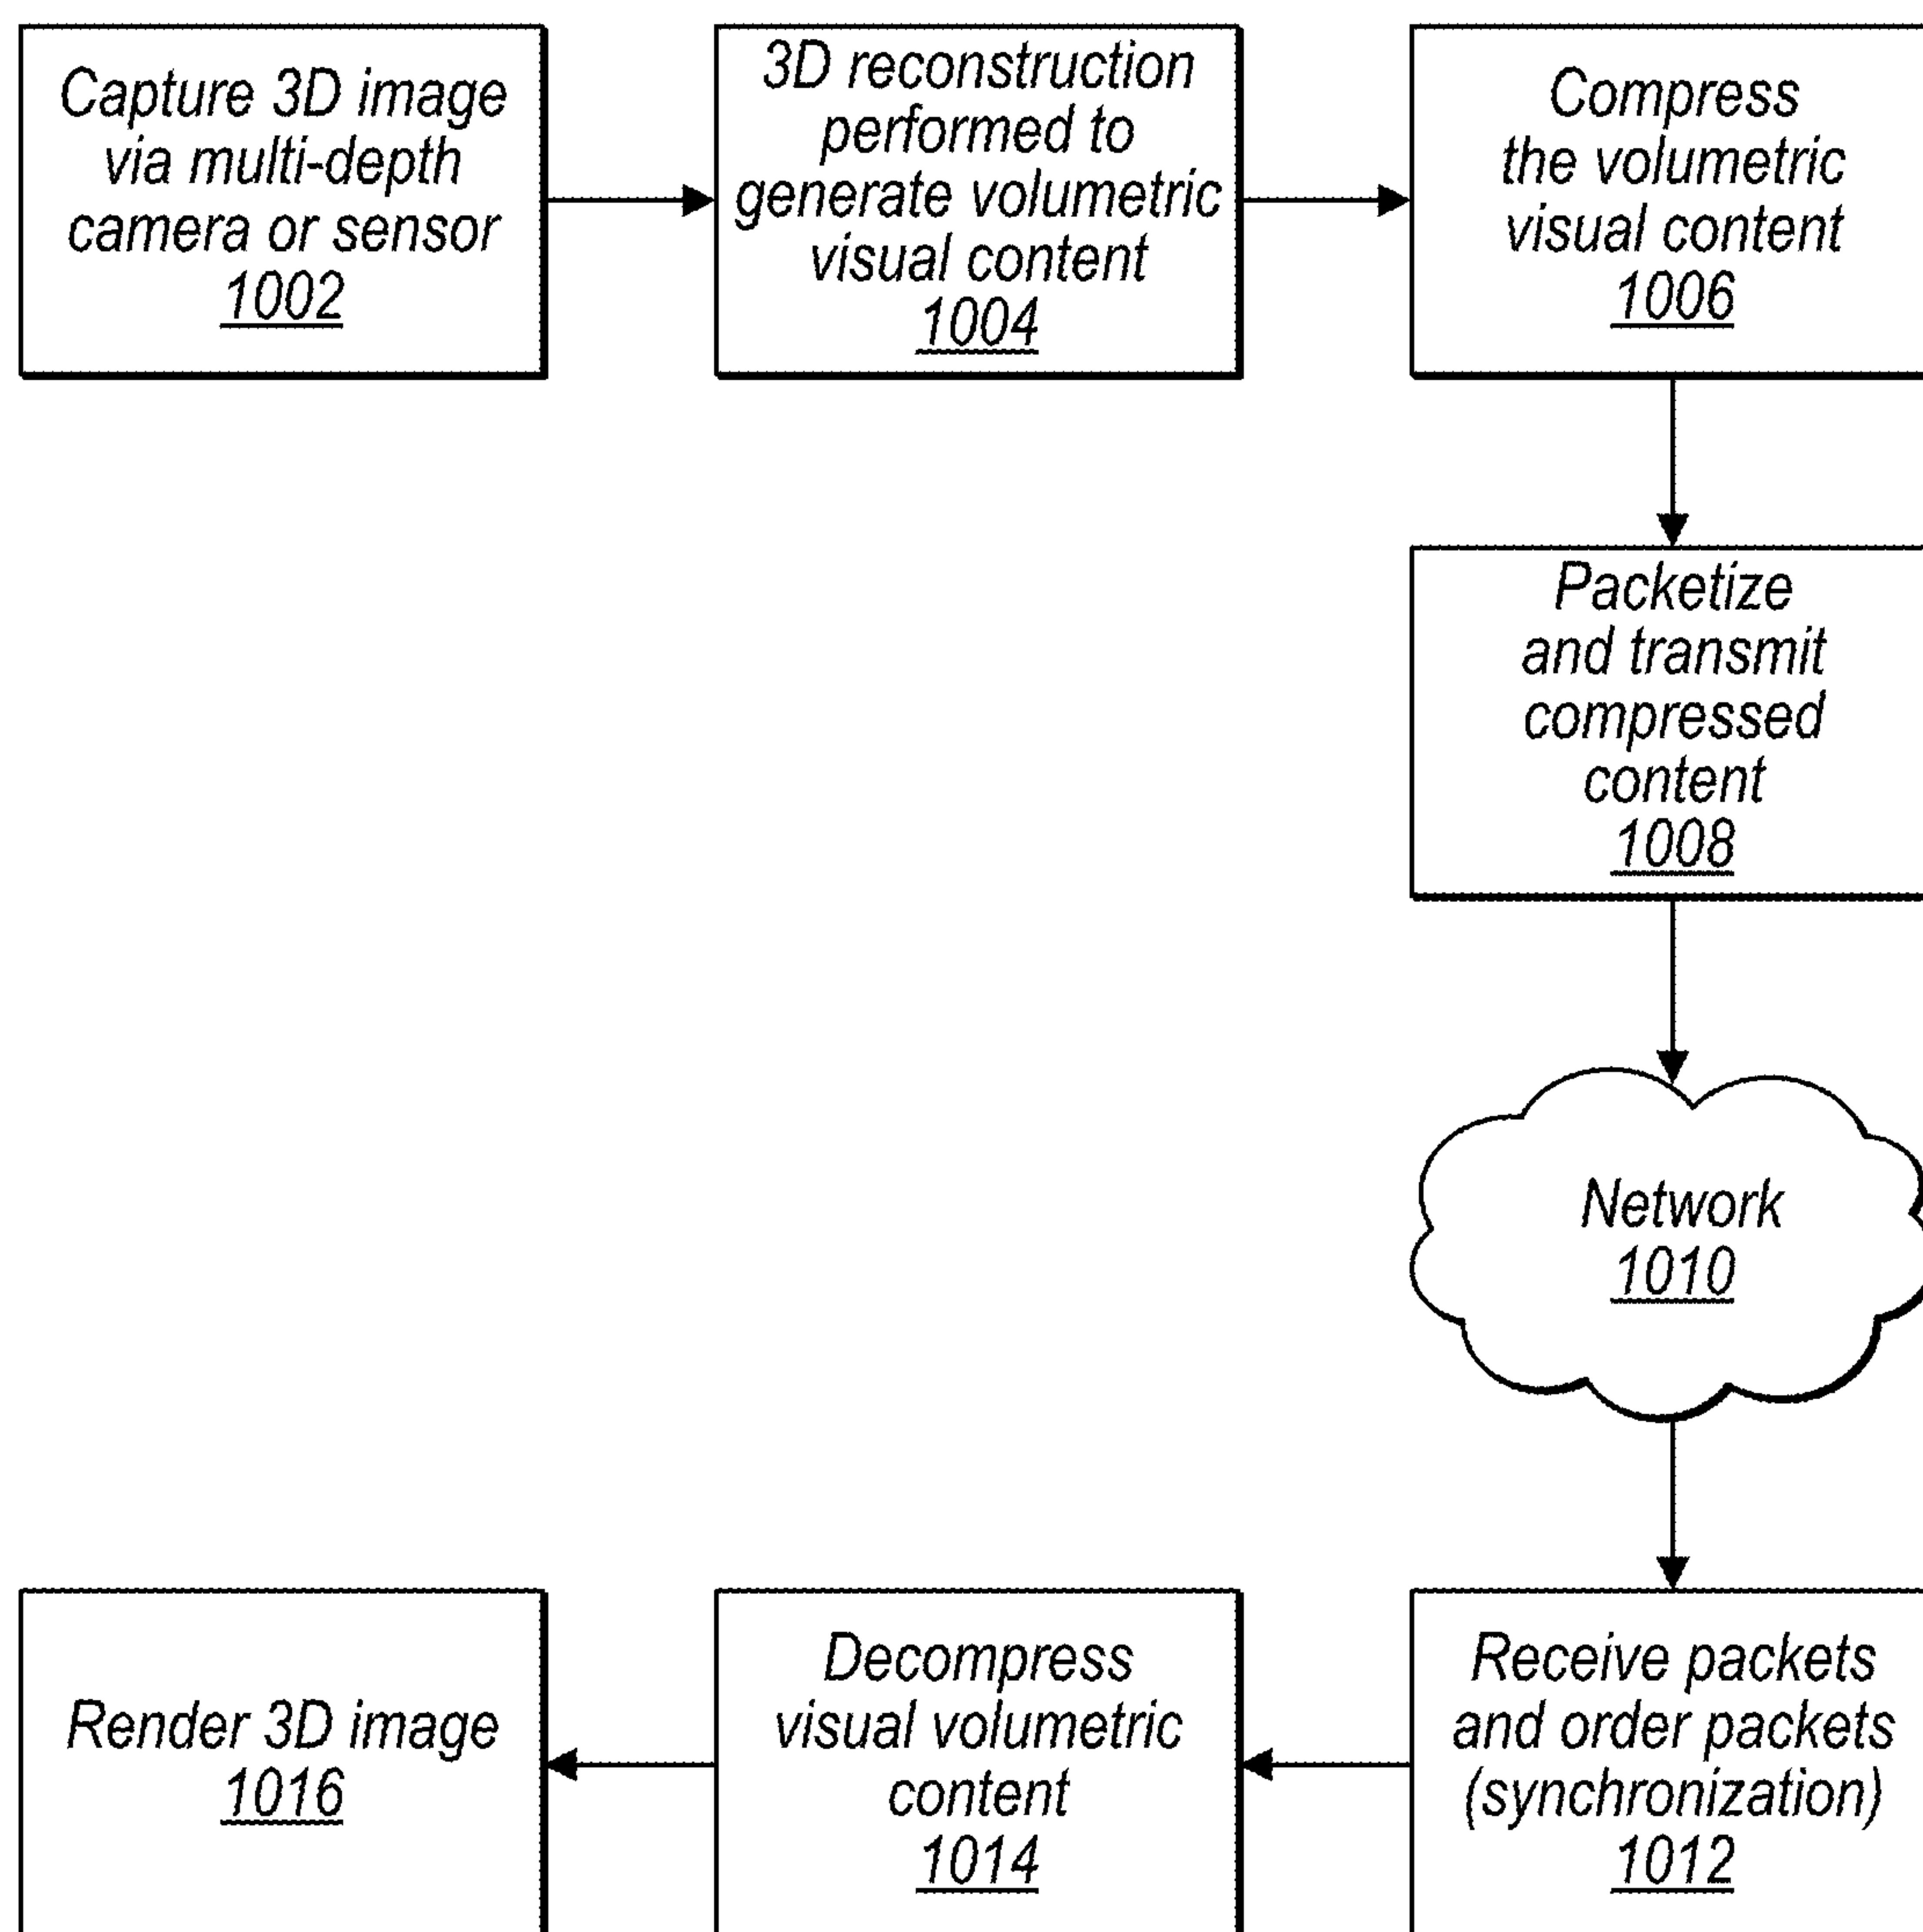 Capture 3D image
via multi-depth
camera or sensor
1002
3D reconstruction
performed to
generate volumetric
visual content
1004
Compress
the volumetric
visual content
1006
Packetize
and transmit
compressed
content
1008
Network
1010
Receive packets
and order packets
(synchronization)
1012
Decompress
visual volumetric
content
1014
Render 3D image
1016